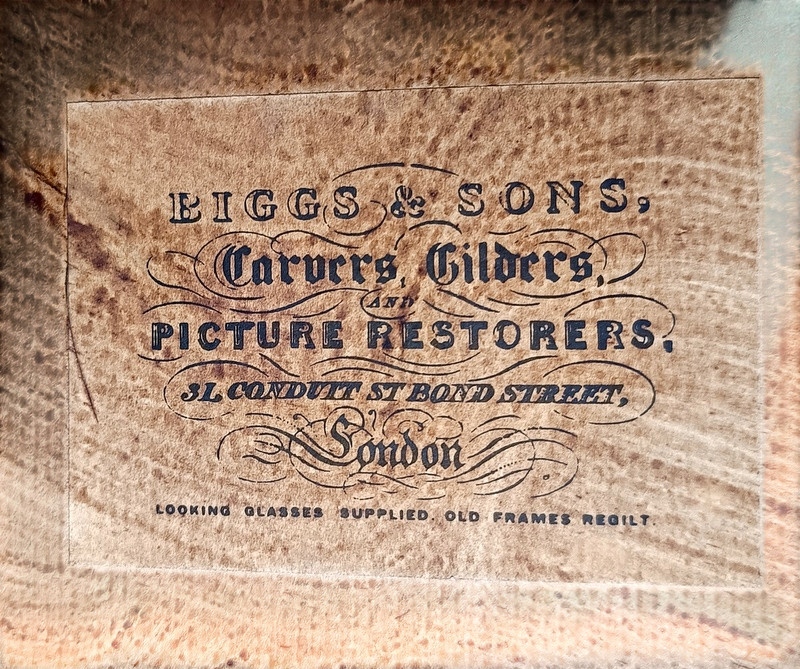 BIGGS & SONS,
Carvers, Gilders,
AND
PICTURE RESTORERS,
31, CONDUIT ST BOND STREET,
London
LOOKING GLASSES SUPPLIED. OLD FRAMES REGILT.